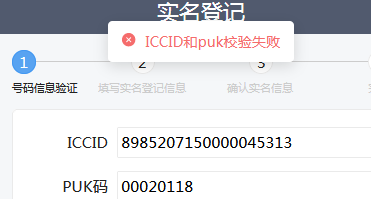 实名登记
ICCID和puk校验失败
1 2 3
号码信息验证 填写实名登记信息 确认实名信息
ICCID 8985207150000045313
PUK码 00020118